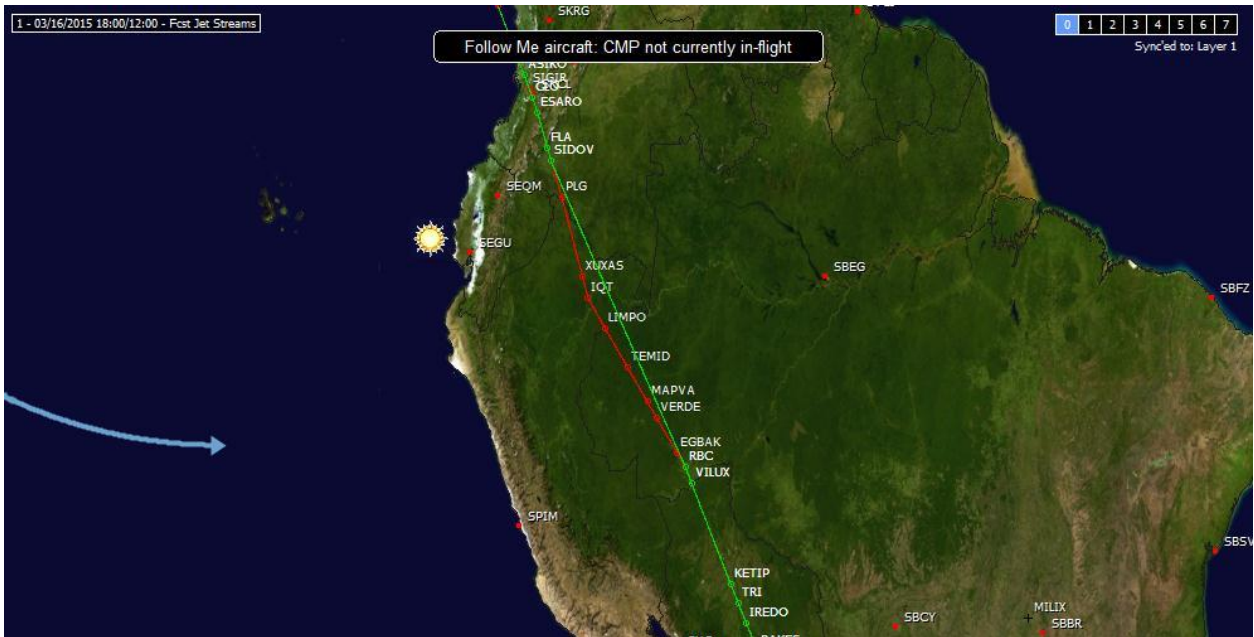 1 - 03/16/2015 18:00/12:00 - Fcst Jet Streams
SKRG
0 1 2 3 4 5 6 7
Sync'ed to: Layer 1
Follow Me aircraft: CMP not currently in-flight
ASIRO
SIGIR
ESARO
FLA
SIDOV
PLG
SEQM
SEGU
XUXAS
SBEG
IQT
SBFZ
LIMPO
TEMID
MAPVA
VERDE
EGBAK
RBC
VILUX
SPIM
SBSV
KETIP
TRI
MILIX
IREDO
SBCY
SBBR